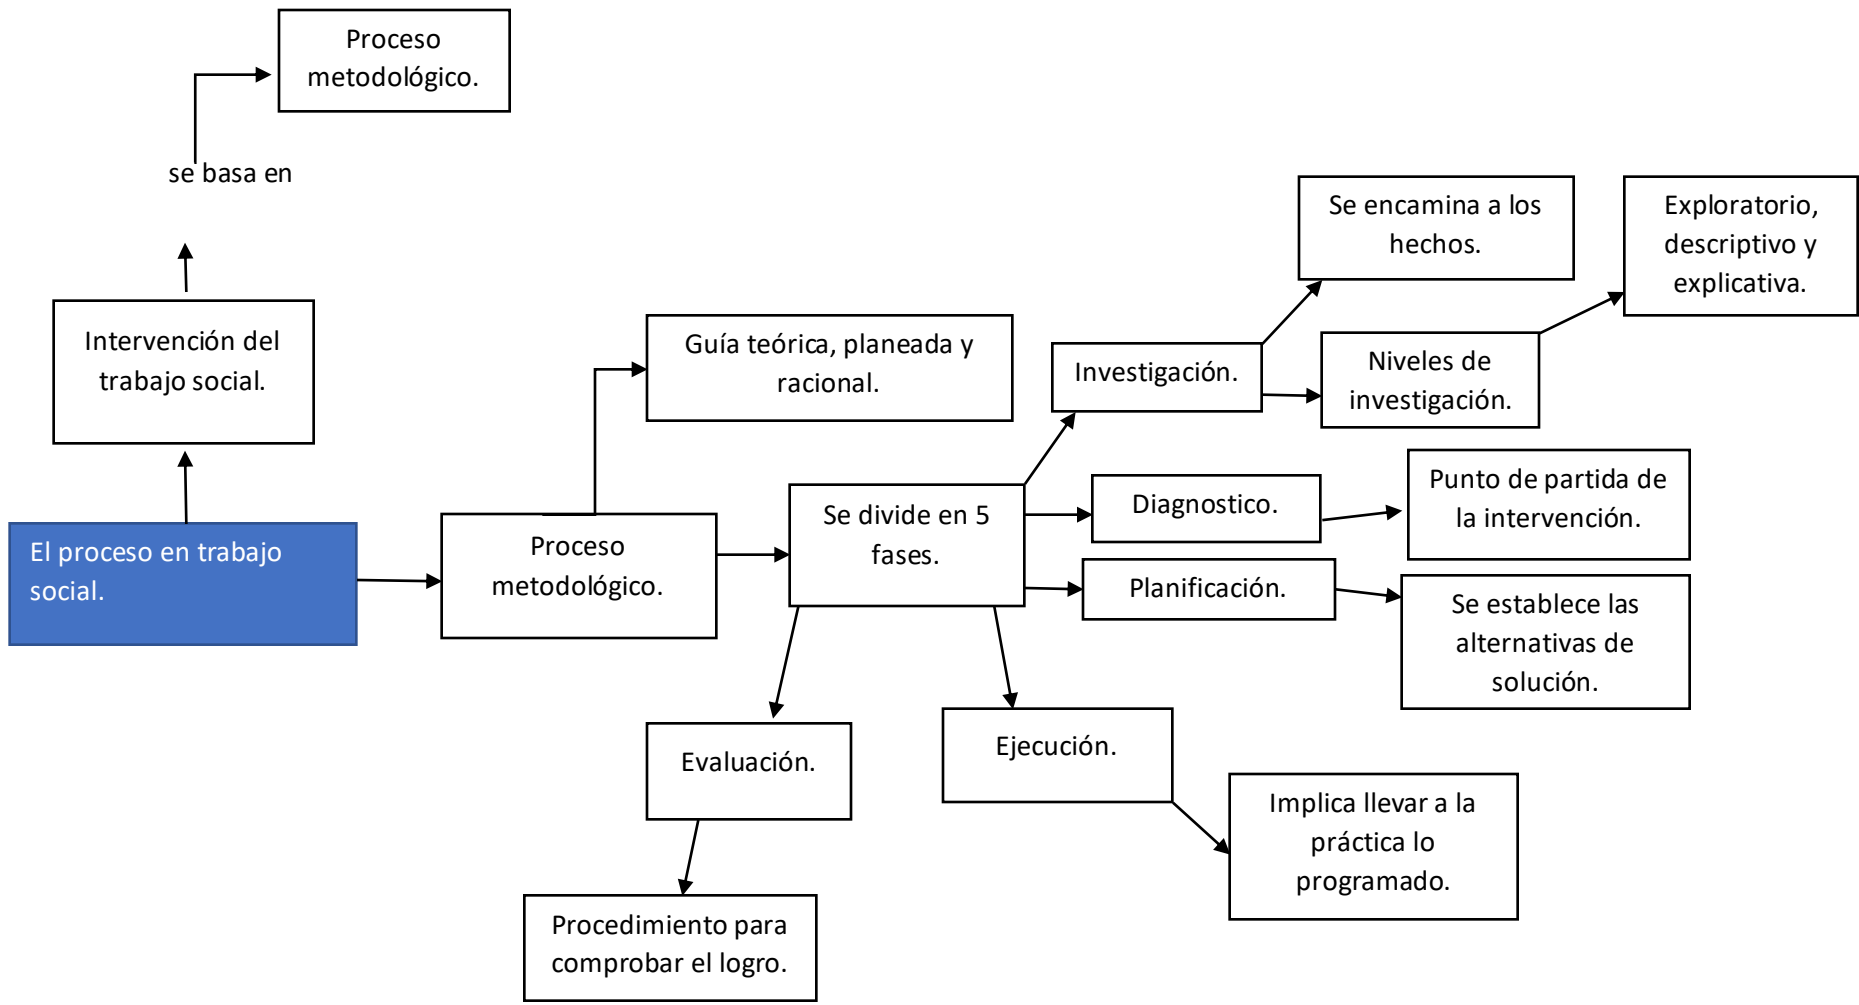 Proceso
metodológico.
se basa en
Intervención del
trabajo social.
El proceso en trabajo
social.
Proceso
metodológico.
Guía teórica, planeada y
racional.
Se divide en 5
fases.
Investigación.
Se encamina a los
hechos.
Niveles de
investigación.
Exploratorio,
descriptivo y
explicativa.
Diagnostico.
Punto de partida de
la intervención.
Planificación.
Se establece las
alternativas de
solución.
Ejecución.
Implica llevar a la
práctica lo
programado.
Evaluación.
Procedimiento para
comprobar el logro.